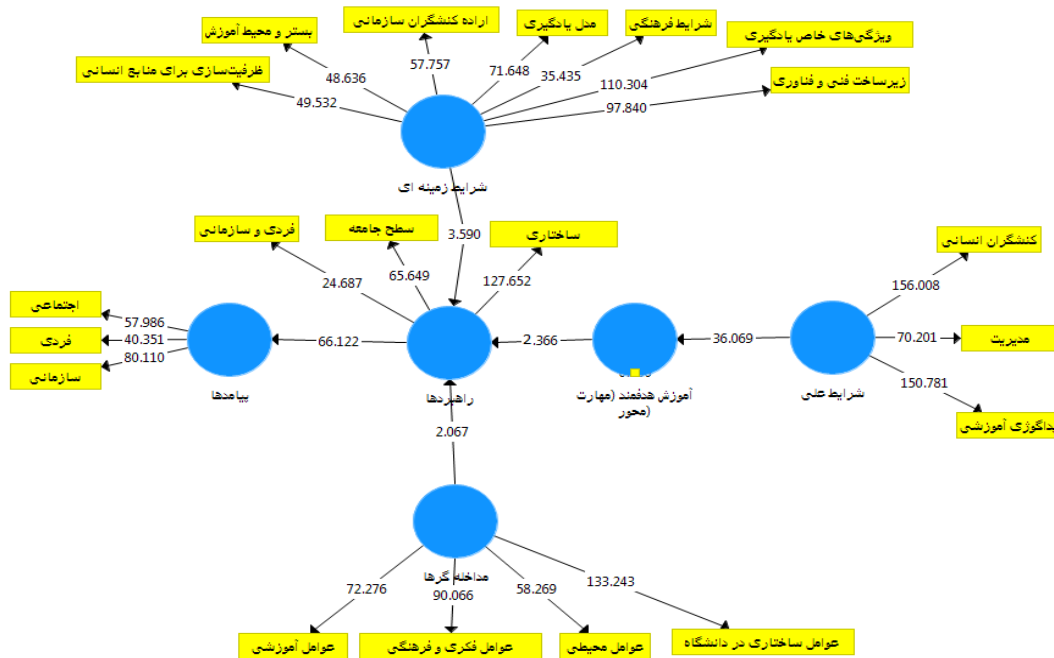 اراده کنشگران سازمانی
مدل یادگیری
شرایط فرهنگی
ویژگی‌های خاص یادگیری
بستر و محیط آموزش
ظرفیت‌سازی برای منابع انسانی
زیرساخت فنی و فناوری
57.757
71.648
35.435
110.304
97.840
48.636
49.532
شرایط زمینه ای
3.590
فردی و سازمانی
سطح جامعه
ساختاری
کنشگران انسانی
24.687
65.649
127.652
156.008
اجتماعی
فردی
سازمانی
57.986
40.351
80.110
66.122
2.366
36.069
70.201
150.781
مدیریت
پداگوژی آموزشی
پیامدها
راهبردها
آموزش هدفمند (مهارت
محور)
شرایط علی
2.067
مداخله گرها
72.276
90.066
58.269
133.243
عوامل آموزشی
عوامل فکری و فرهنگی
عوامل محیطی
عوامل ساختاری در دانشگاه